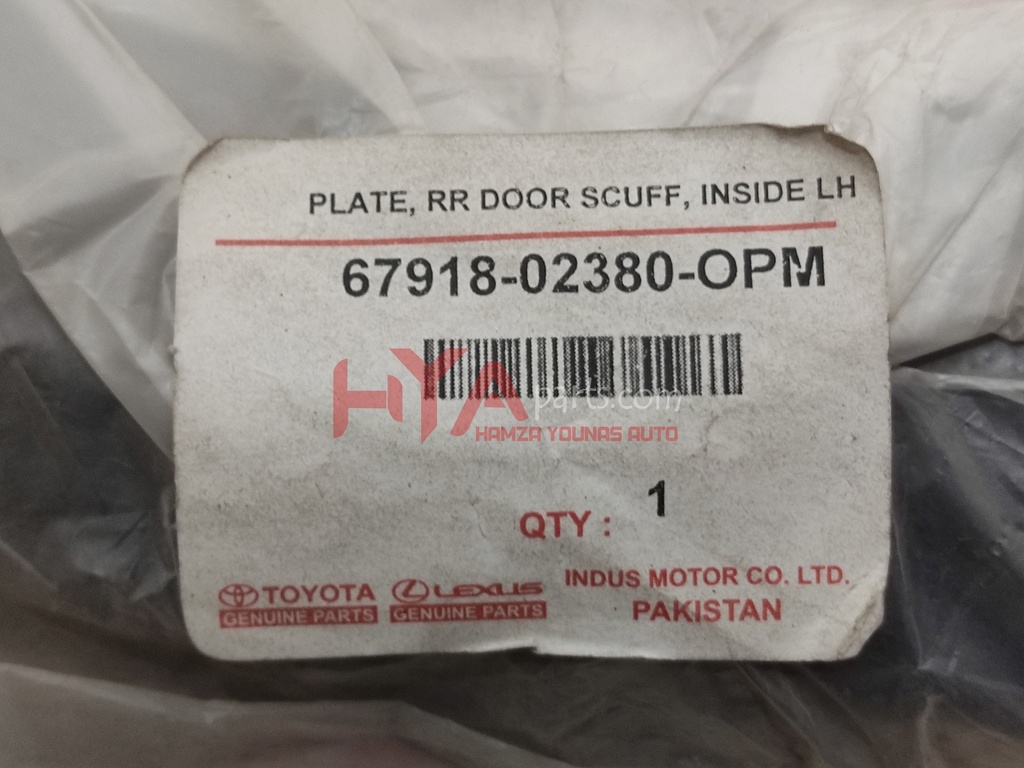 PLATE, RR DOOR SCUFF, INSIDE LH
67918-02380-OPM
HYA parts.com
HAMZA YOUNAS AUTO
QTY : 1
TOYOTA
GENUINE PARTS
LEXUS
GENUINE PARTS
INDUS MOTOR CO. LTD.
PAKISTAN